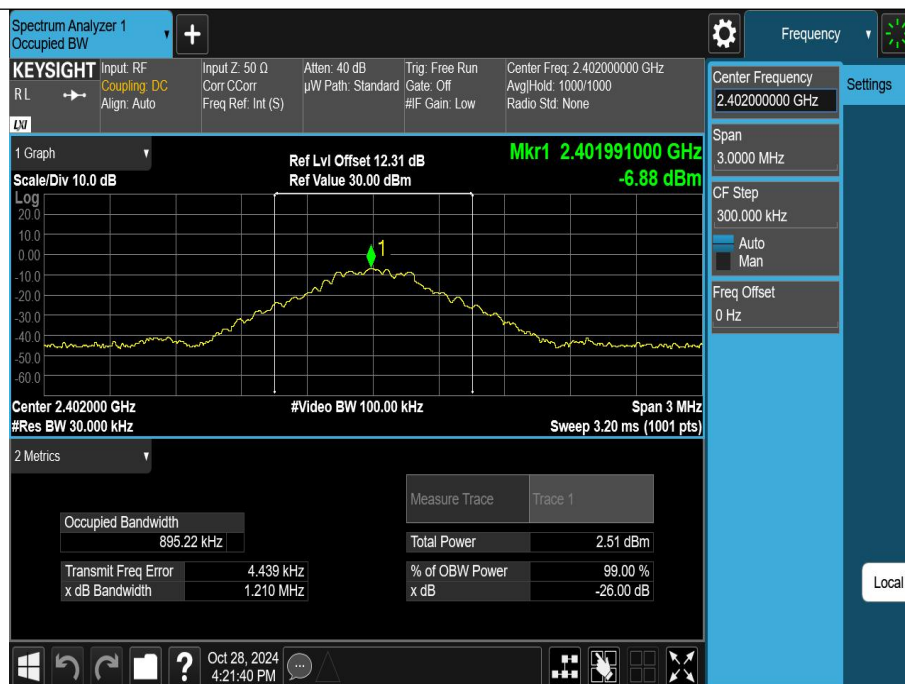 Spectrum Analyzer 1
Occupied BW
Frequency
KEYSIGHT
RL
LXI
Input: RF
Coupling: DC
Align: Auto
Input Z: 50 Ω
Corr CCorr
Freq Ref: Int (S)
Atten: 40 dB
µW Path: Standard
Trig: Free Run
Gate: Off
#IF Gain: Low
Center Freq: 2.402000000 GHz
Avg|Hold: 1000/1000
Radio Std: None
Center Frequency
2.402000000 GHz
Settings
Span
3.0000 MHz
CF Step
300.000 kHz
Auto
Man
Freq Offset
0 Hz
Local
1 Graph
Scale/Div 10.0 dB
Ref Lvl Offset 12.31 dB
Ref Value 30.00 dBm
Mkr1 2.401991000 GHz
-6.88 dBm
Log
20.0
10.0
0.00
-10.0
-20.0
-30.0
-40.0
-50.0
-60.0
1
Center 2.402000 GHz
#Res BW 30.000 kHz
#Video BW 100.00 kHz
Span 3 MHz
Sweep 3.20 ms (1001 pts)
2 Metrics
Measure Trace Trace 1
Occupied Bandwidth
895.22 kHz
Total Power 2.51 dBm
Transmit Freq Error 4.439 kHz
% of OBW Power 99.00 %
x dB Bandwidth 1.210 MHz
x dB -26.00 dB
?
Oct 28, 2024
4:21:40 PM